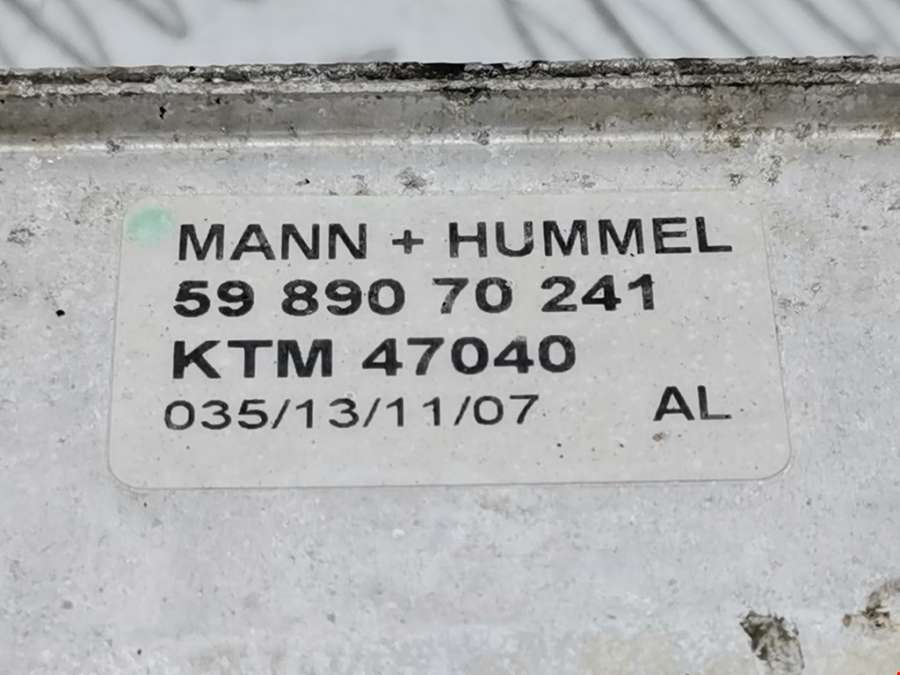 MANN + HUMMEL
59 890 70 241
KTM 47040
035/13/11/07 AL